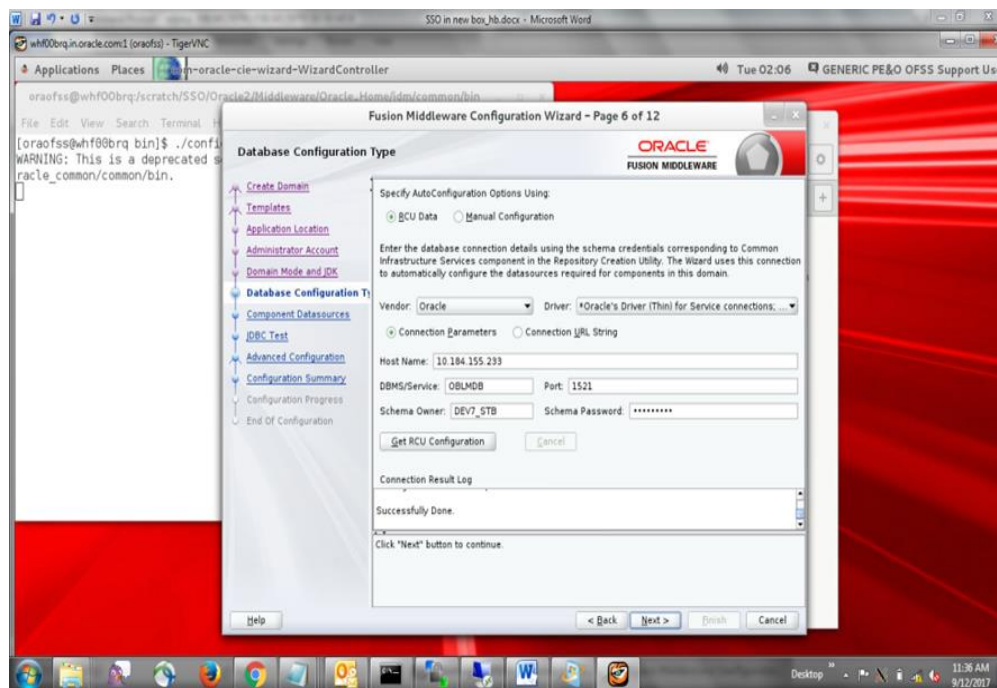 SSO in new box_hb.docx - Microsoft Word
whf00brq.in.oracle.com:1 (oraofss) - TigerVNC
Applications Places om-oracle-cie-wizard-WizardController Tue 02:06 GENERIC PE&O OFSS Support Us
oraofss@whf00brq:/scratch/SSO/Oracle2/Middleware/Oracle_Home/idm/common/bin
File Edit View Search Terminal H
[oraofss@whf00brq bin]$ ./confi
WARNING: This is a deprecated s
racle_common/common/bin.
Fusion Middleware Configuration Wizard - Page 6 of 12
Database Configuration Type
ORACLE
FUSION MIDDLEWARE
Create Domain
Templates
Application Location
Administrator Account
Domain Mode and JDK
Database Configuration Ty
Component Datasources
JDBC Test
Advanced Configuration
Configuration Summary
Configuration Progress
End Of Configuration
Specify AutoConfiguration Options Using:
RCU Data Manual Configuration
Enter the database connection details using the schema credentials corresponding to Common
Infrastructure Services component in the Repository Creation Utility. The Wizard uses this connection
to automatically configure the datasources required for components in this domain.
Vendor: Oracle Driver: *Oracle's Driver (Thin) for Service connections; ...
Connection Parameters Connection URL String
Host Name: 10.184.155.233
DBMS/Service: OBLMDB Port: 1521
Schema Owner: DEV7_STB Schema Password: •••••••••
Get RCU Configuration Cancel
Connection Result Log
Successfully Done.
Click "Next" button to continue.
Help < Back Next > Finish Cancel
Desktop 11:36 AM
9/12/2017